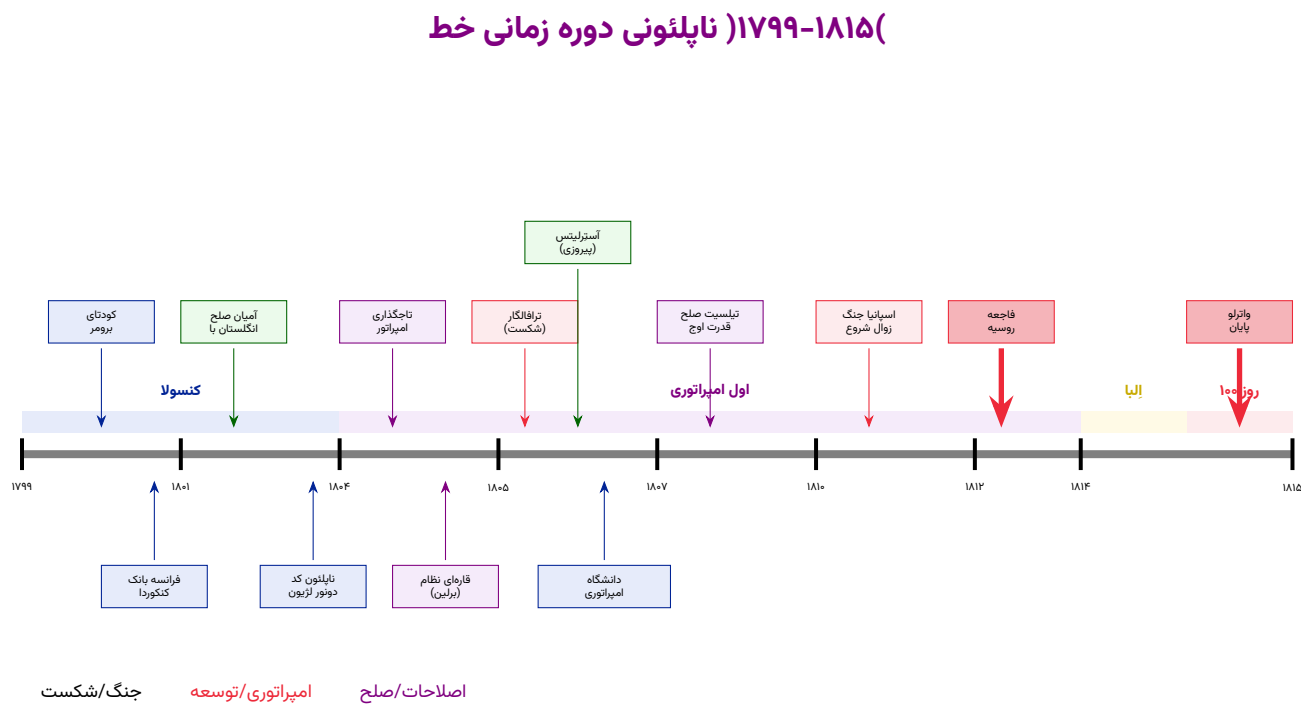 )۱۷۹۹-۱۸۱۵( ناپلئونی دوره زمانی خط
آسترلیتس
(پیروزی)
کودتای
برومر
آمیان صلح
انگلستان با
تاجگذاری
امپراتور
ترافالگار
(شکست)
تیلسیت صلح
قدرت اوج
اسپانیا جنگ
زوال شروع
فاجعه
روسیه
واترلو
پایان
کنسولا
اول امپراتوری
اِلبا
روز ۱۰۰
۱۷۹۹
۱۸۰۱
۱۸۰۴
۱۸۰۵
۱۸۰۷
۱۸۱۰
۱۸۱۲
۱۸۱۴
۱۸۱۵
فرانسه بانک
کنکوردا
ناپلئون کد
دونور لژیون
قاره‌ای نظام
(برلین)
دانشگاه
امپراتوری
جنگ/شکست
امپراتوری/توسعه
اصلاحات/صلح